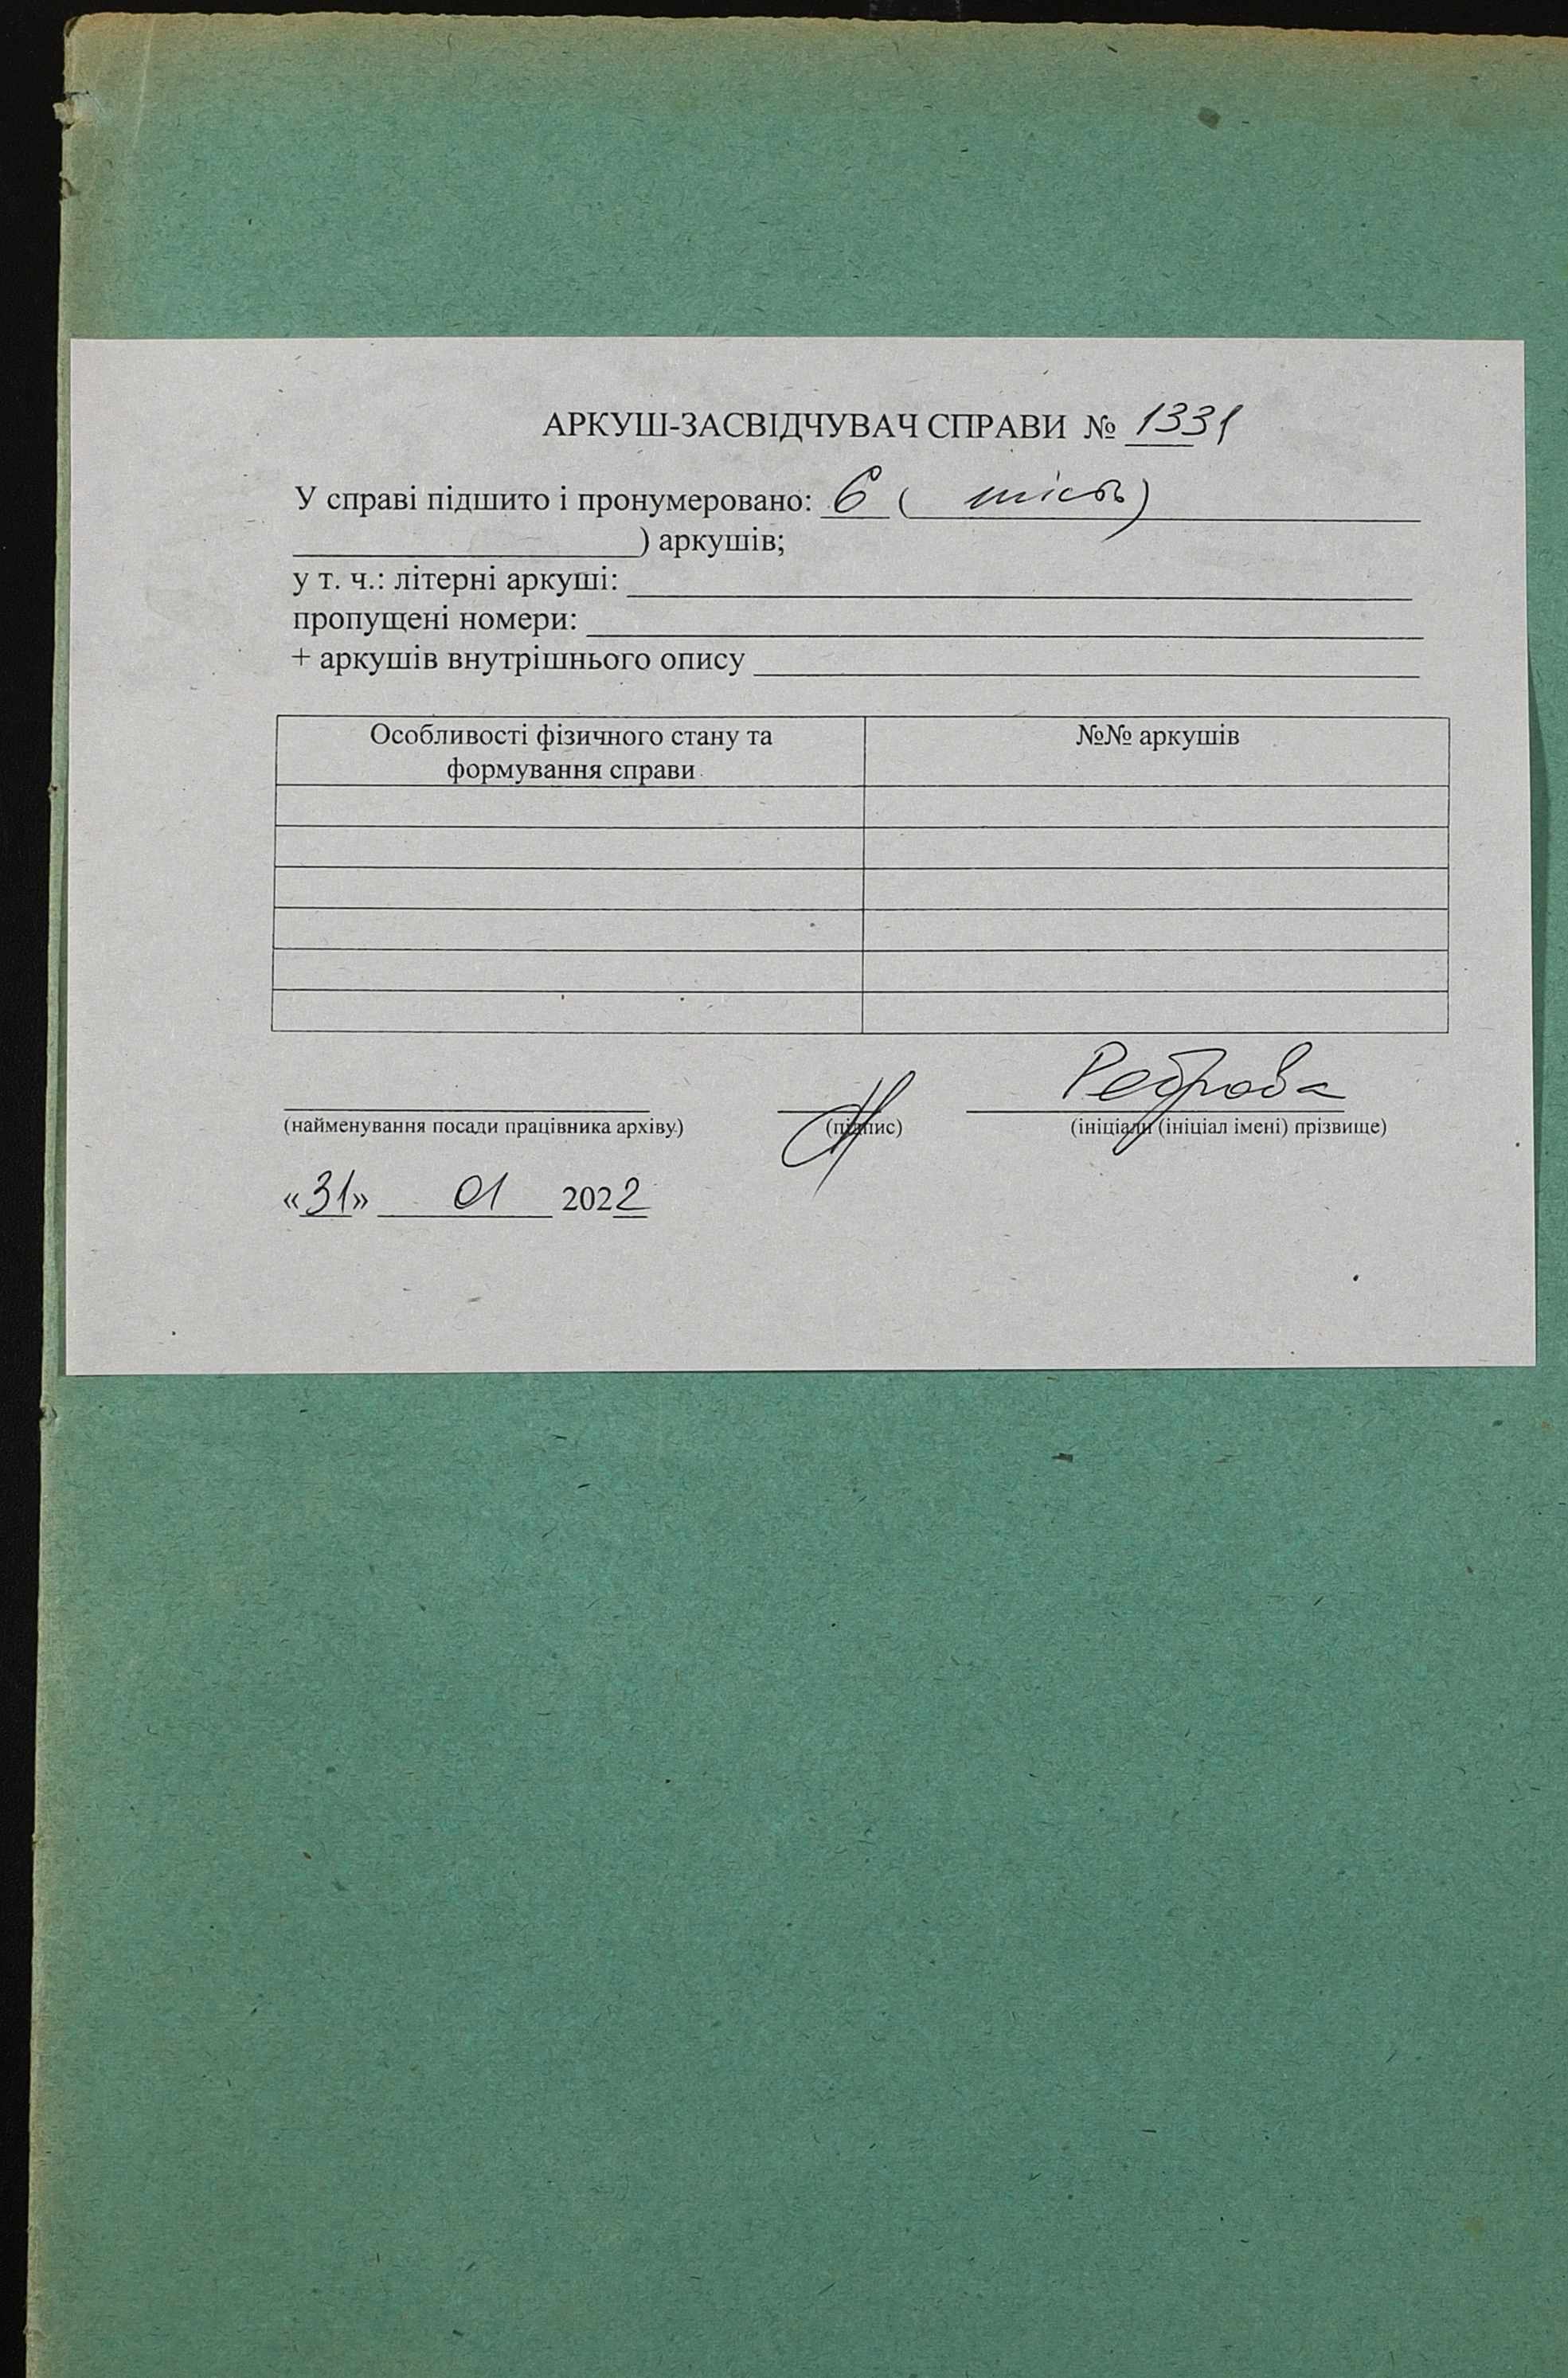 АРКУШ-ЗАСВІДЧУВАЧ СПРАВИ № 1331
У справі підшито і пронумеровано: 6 ( шість)
) аркушів;
у т. ч.: літерні аркуші:
пропущені номери:
+ аркушів внутрішнього опису
Особливості фізичного стану та №№ аркушів
формування справи
Реброва
(найменування посади працівника архіву) (підпис) (ініціали (ініціал імені) прізвище)
«31» 01 2022